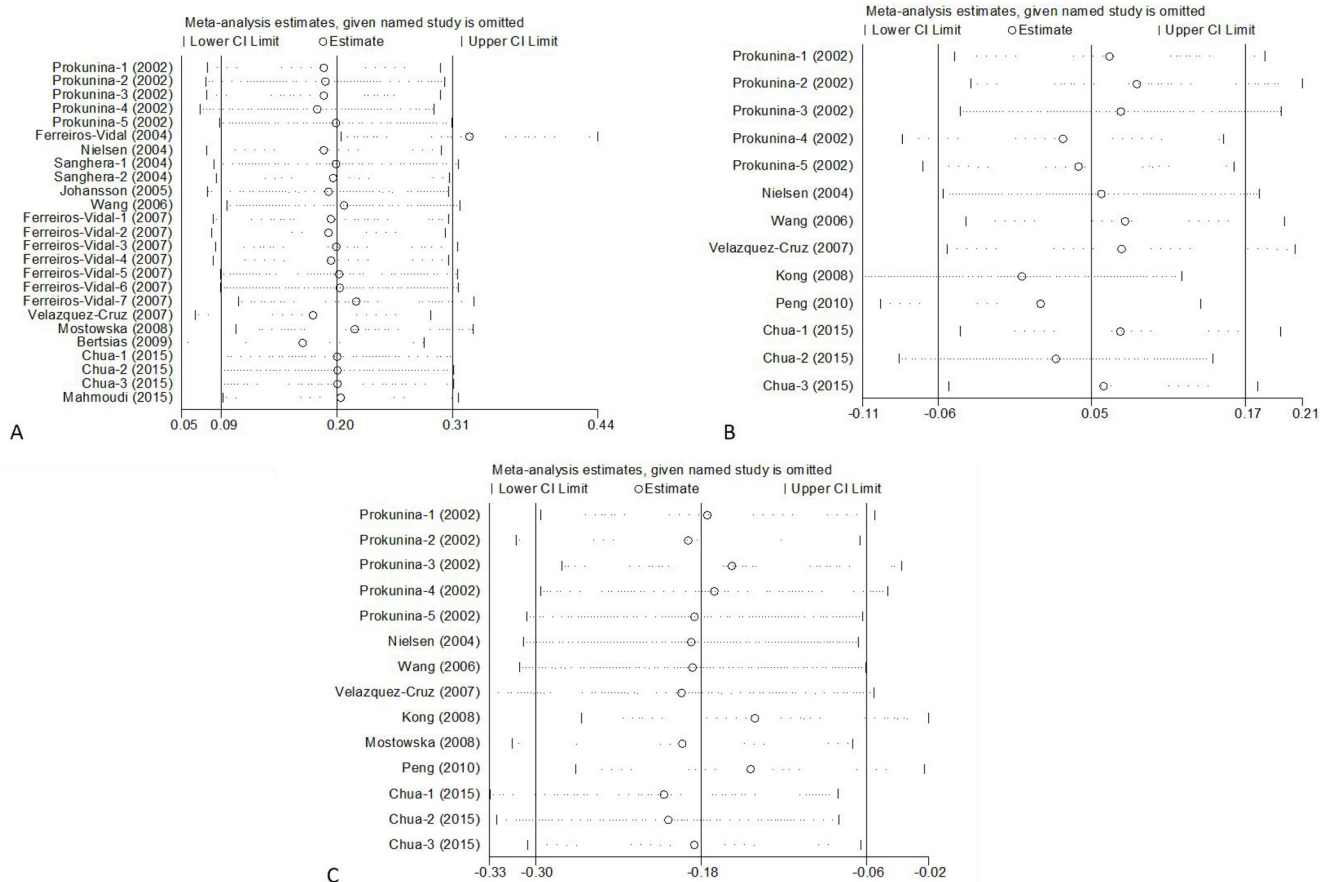 Meta-analysis estimates, given named study is omitted
| Lower CI Limit ○ Estimate | Upper CI Limit
Prokunina-1 (2002)
Prokunina-2 (2002)
Prokunina-3 (2002)
Prokunina-4 (2002)
Prokunina-5 (2002)
Ferreiros-Vidal (2004)
Nielsen (2004)
Sanghera-1 (2004)
Sanghera-2 (2004)
Johansson (2005)
Wang (2006)
Ferreiros-Vidal-1 (2007)
Ferreiros-Vidal-2 (2007)
Ferreiros-Vidal-3 (2007)
Ferreiros-Vidal-4 (2007)
Ferreiros-Vidal-5 (2007)
Ferreiros-Vidal-6 (2007)
Ferreiros-Vidal-7 (2007)
Velazquez-Cruz (2007)
Mostowska (2008)
Bertsias (2009)
Chua-1 (2015)
Chua-2 (2015)
Chua-3 (2015)
Mahmoudi (2015)
0.05 0.09 0.20 0.31 0.44
A
Meta-analysis estimates, given named study is omitted
| Lower CI Limit ○ Estimate | Upper CI Limit
Prokunina-1 (2002)
Prokunina-2 (2002)
Prokunina-3 (2002)
Prokunina-4 (2002)
Prokunina-5 (2002)
Nielsen (2004)
Wang (2006)
Velazquez-Cruz (2007)
Kong (2008)
Peng (2010)
Chua-1 (2015)
Chua-2 (2015)
Chua-3 (2015)
-0.11 -0.06 0.05 0.17 0.21
B
Meta-analysis estimates, given named study is omitted
| Lower CI Limit ○ Estimate | Upper CI Limit
Prokunina-1 (2002)
Prokunina-2 (2002)
Prokunina-3 (2002)
Prokunina-4 (2002)
Prokunina-5 (2002)
Nielsen (2004)
Wang (2006)
Velazquez-Cruz (2007)
Kong (2008)
Mostowska (2008)
Peng (2010)
Chua-1 (2015)
Chua-2 (2015)
Chua-3 (2015)
-0.33 -0.30 -0.18 -0.06 -0.02
C